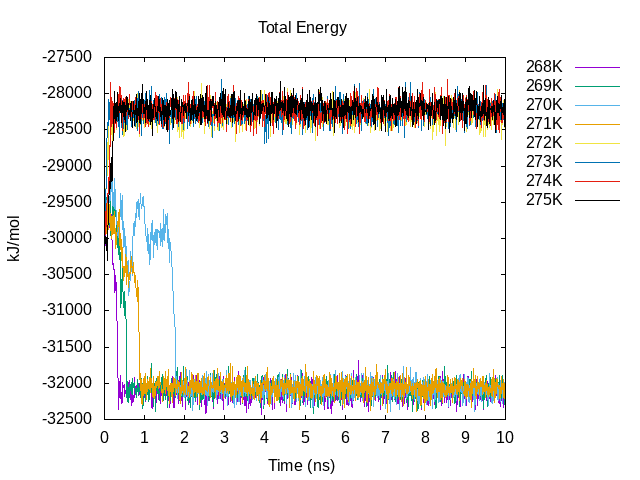 Total Energy
kJ/mol
-27500
-28000
-28500
-29000
-29500
-30000
-30500
-31000
-31500
-32000
-32500
0 1 2 3 4 5 6 7 8 9 10
Time (ns)
268K
269K
270K
271K
272K
273K
274K
275K